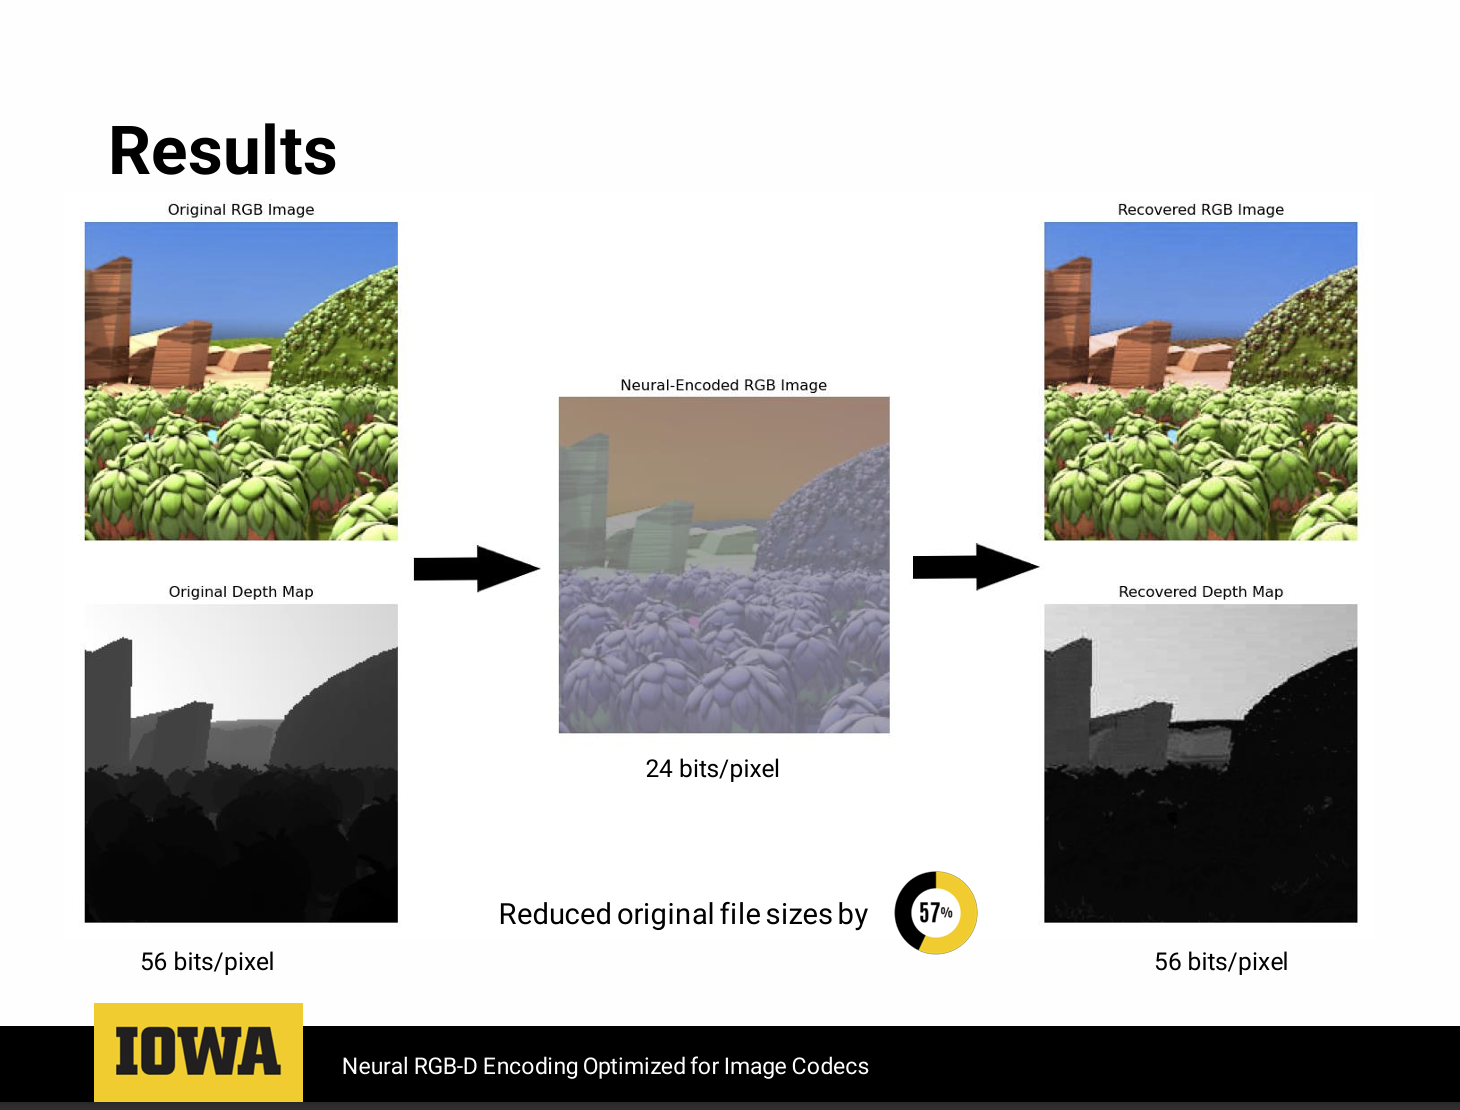 Results
Original RGB Image
Recovered RGB Image
Neural-Encoded RGB Image
Original Depth Map
Recovered Depth Map
24 bits/pixel
Reduced original file sizes by
57%
56 bits/pixel
56 bits/pixel
IOWA
Neural RGB-D Encoding Optimized for Image Codecs